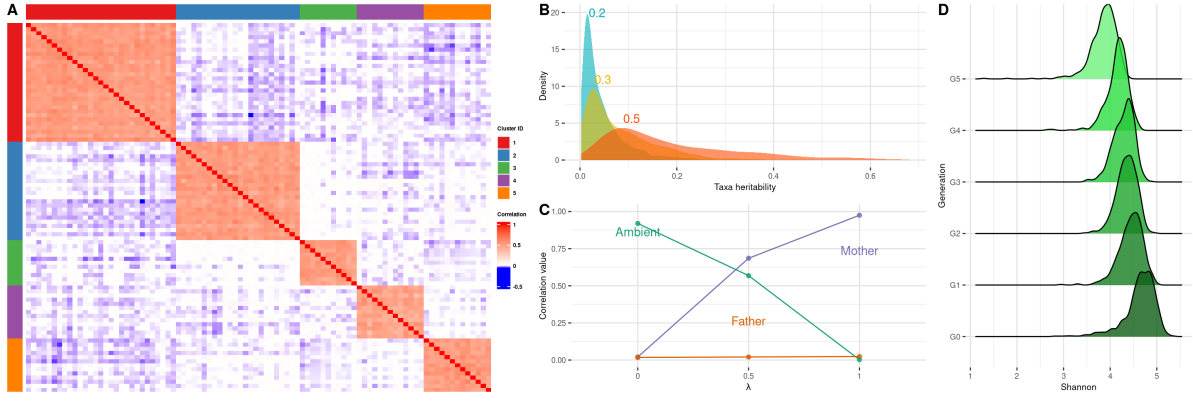 A
Cluster ID
1
2
3
4
5
Correlation
1
0.5
0
-0.5
B
20
15
10
5
0
Density
0.2
0.3
0.5
0.0
0.2
0.4
0.6
Taxa heritability
C
1.00
0.75
0.50
0.25
0.00
Correlation value
Ambient
Mother
Father
0
0.5
1
λ
D
G5
G4
G3
G2
G1
G0
Generation
1
2
3
4
5
Shannon